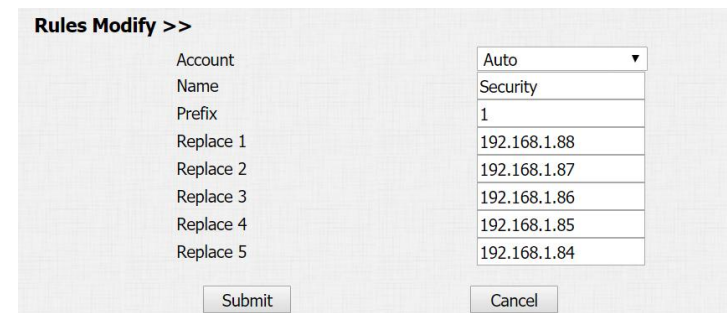 Rules Modify >>
Account Auto
Name Security
Prefix 1
Replace 1 192.168.1.88
Replace 2 192.168.1.87
Replace 3 192.168.1.86
Replace 4 192.168.1.85
Replace 5 192.168.1.84
Submit Cancel